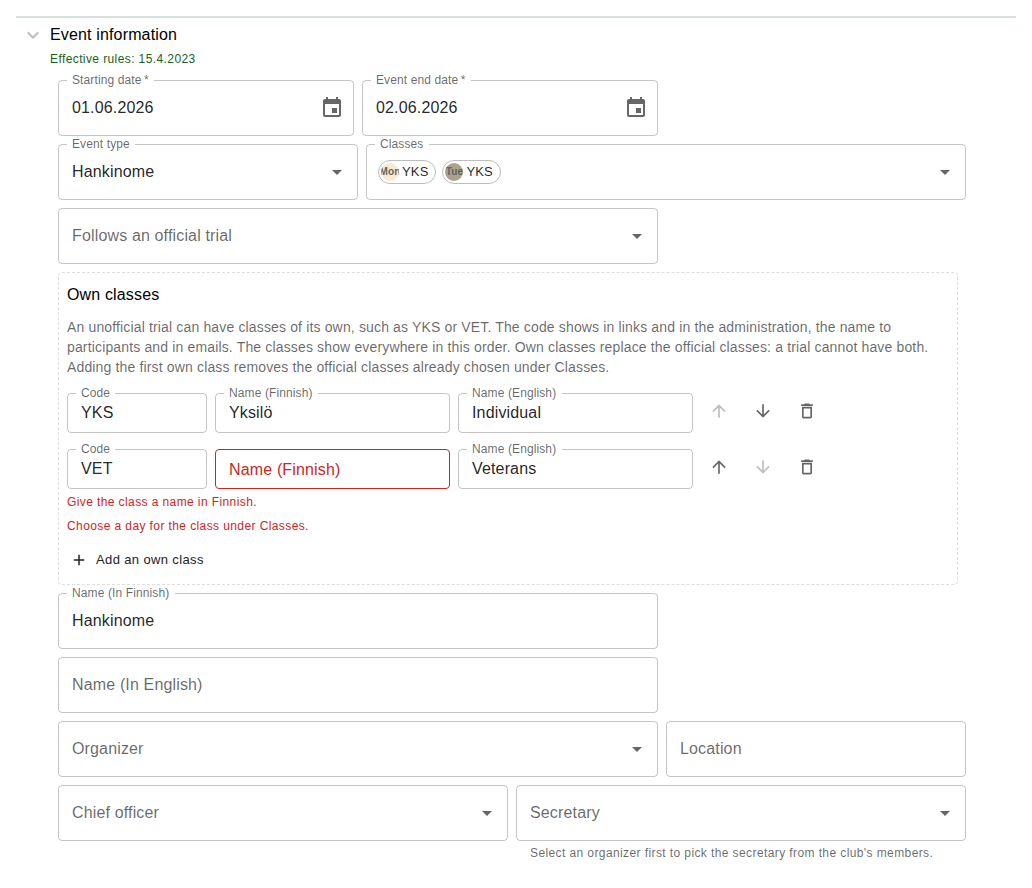 Event information
Effective rules: 15.4.2023
Starting date *
01.06.2026
Event end date *
02.06.2026
Event type
Hankinome
Classes
Mon YKS
Tue YKS
Follows an official trial
Own classes
An unofficial trial can have classes of its own, such as YKS or VET. The code shows in links and in the administration, the name to
participants and in emails. The classes show everywhere in this order. Own classes replace the official classes: a trial cannot have both.
Adding the first own class removes the official classes already chosen under Classes.
Code
YKS
Name (Finnish)
Yksilö
Name (English)
Individual
Code
VET
Name (Finnish)
Name (English)
Veterans
Give the class a name in Finnish.
Choose a day for the class under Classes.
Add an own class
Name (In Finnish)
Hankinome
Name (In English)
Organizer
Location
Chief officer
Secretary
Select an organizer first to pick the secretary from the club's members.